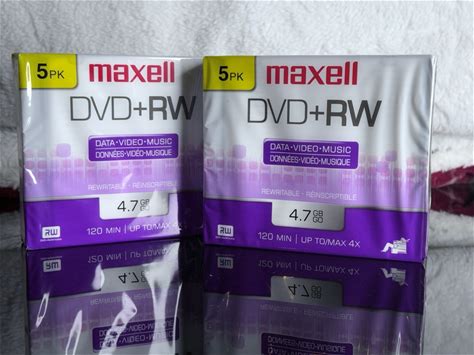 5PK
maxell
DVD+RW
DATA•VIDEO•MUSIC
DONNÉES•VIDÉO•MUSIQUE
REWRITABLE • RÉINSCRIPTIBLE
4.7 GB
GO
RW
120 MIN | UP TO/MAX 4X
5PK
maxell
DVD+RW
DATA•VIDEO•MUSIC
DONNÉES•VIDÉO•MUSIQUE
REWRITABLE • RÉINSCRIPTIBLE
4.7 GB
GO
RW
120 MIN | UP TO/MAX 4X